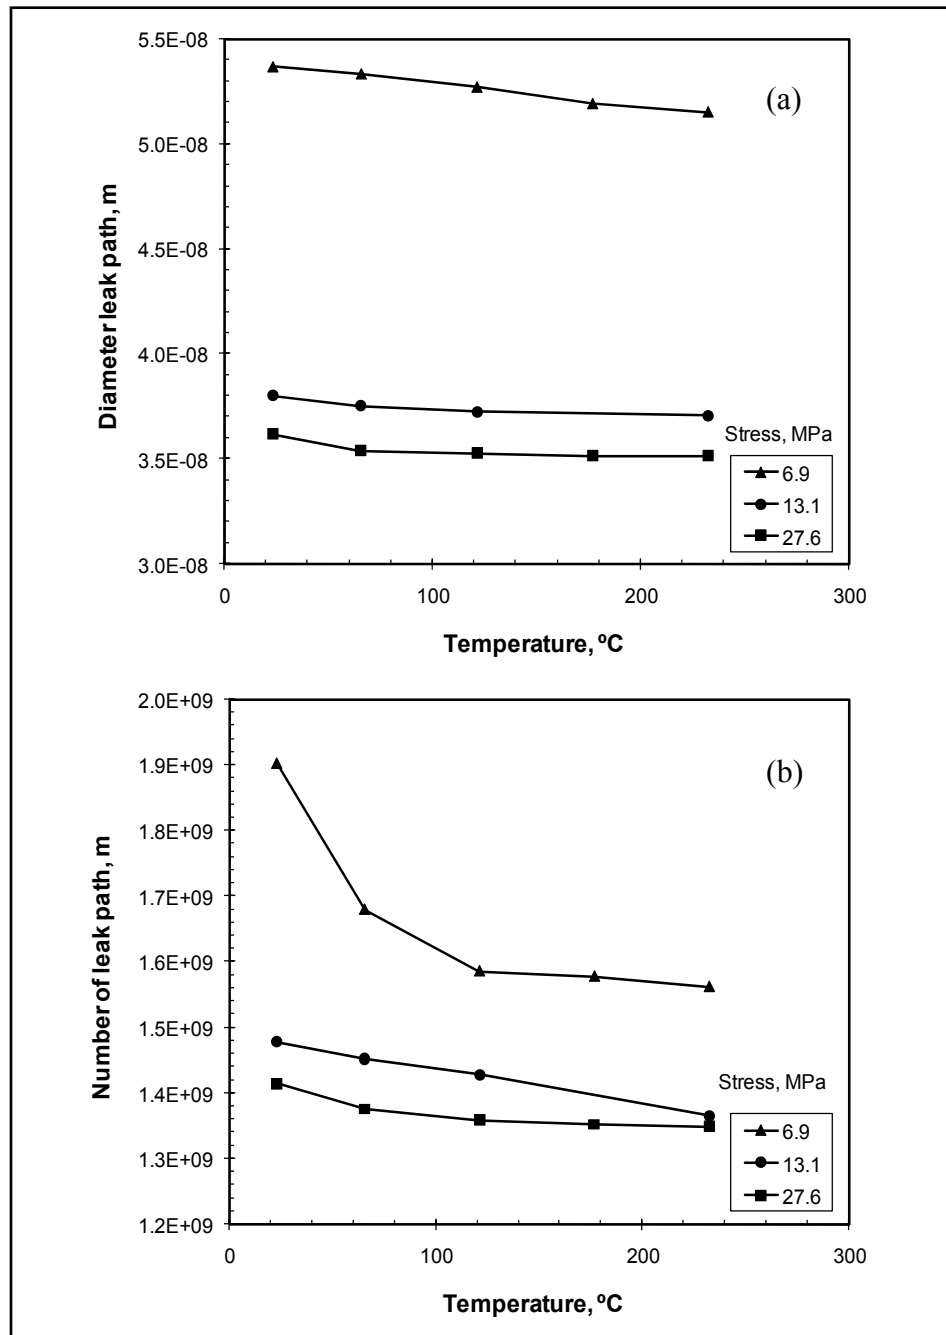 5.5E-08
(a)
5.0E-08
4.5E-08
4.0E-08
3.5E-08
3.0E-08
Diameter leak path, m
Stress, MPa
6.9
13.1
27.6
0
100
200
300
Temperature, ºC
2.0E+09
1.9E+09
(b)
1.8E+09
1.7E+09
1.6E+09
1.5E+09
1.4E+09
1.3E+09
1.2E+09
Number of leak path, m
Stress, MPa
6.9
13.1
27.6
0
100
200
300
Temperature, ºC